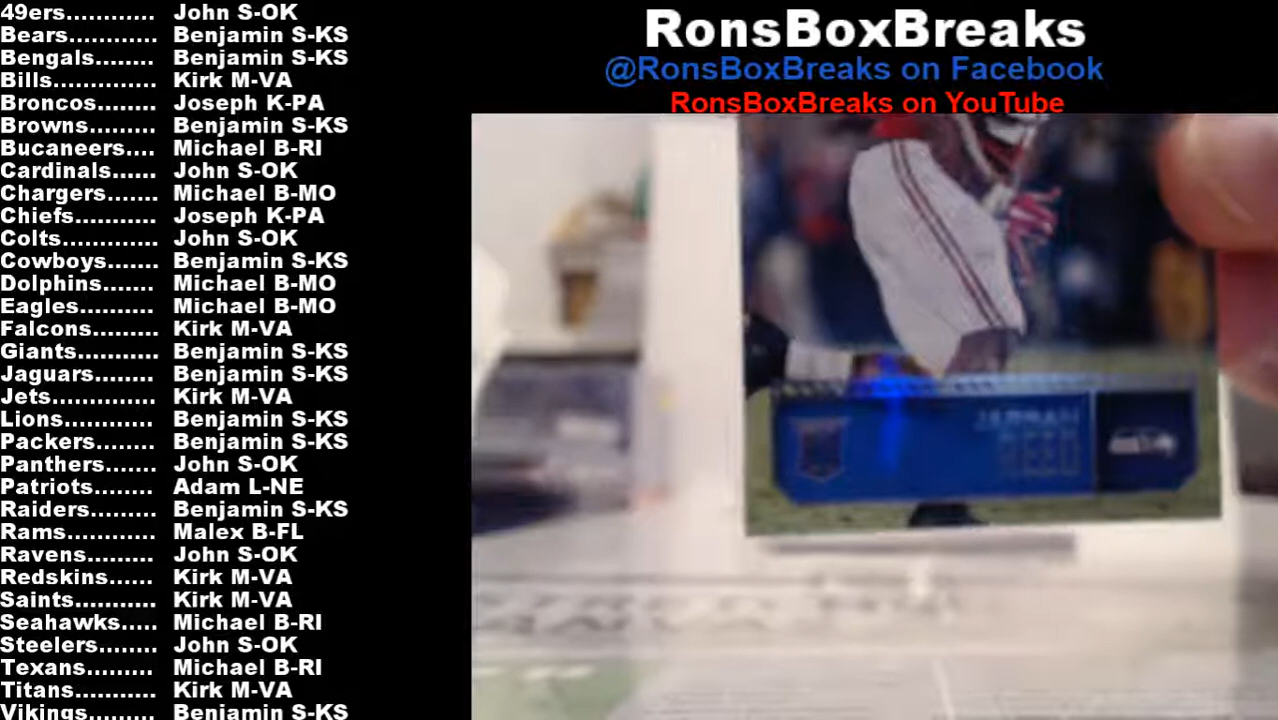 49ers............ John S-OK
Bears............ Benjamin S-KS
Bengals........ Benjamin S-KS
Bills.............. Kirk M-VA
Broncos........ Joseph K-PA
Browns......... Benjamin S-KS
Bucaneers.... Michael B-RI
Cardinals...... John S-OK
Chargers....... Michael B-MO
Chiefs........... Joseph K-PA
Colts............. John S-OK
Cowboys....... Benjamin S-KS
Dolphins....... Michael B-MO
Eagles.......... Michael B-MO
Falcons......... Kirk M-VA
Giants........... Benjamin S-KS
Jaguars........ Benjamin S-KS
Jets.............. Kirk M-VA
Lions............ Benjamin S-KS
Packers........ Benjamin S-KS
Panthers....... John S-OK
Patriots........ Adam L-NE
Raiders......... Benjamin S-KS
Rams............ Malex B-FL
Ravens......... John S-OK
Redskins...... Kirk M-VA
Saints........... Kirk M-VA
Seahawks..... Michael B-RI
Steelers........ John S-OK
Texans......... Michael B-RI
Titans........... Kirk M-VA
Vikings......... Benjamin S-KS
RonsBoxBreaks
@RonsBoxBreaks on Facebook
RonsBoxBreaks on YouTube
JARRAN
REED